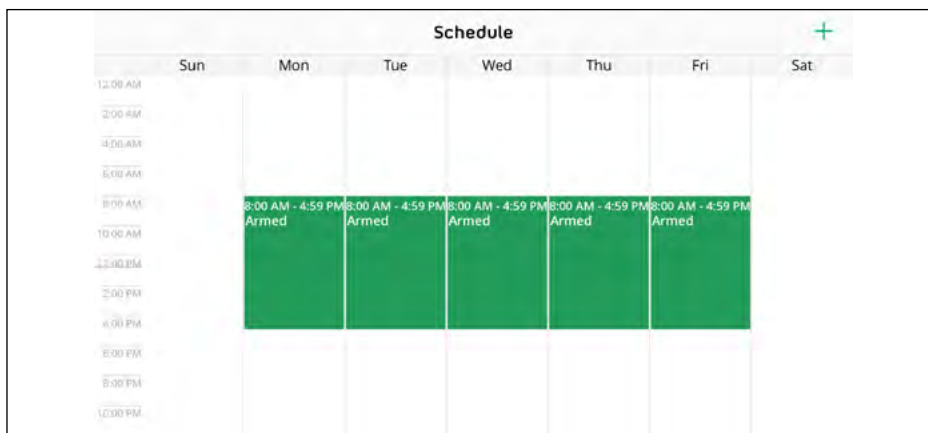 Schedule
Sun Mon Tue Wed Thu Fri Sat
12:00 AM
2:00 AM
4:00 AM
6:00 AM
8:00 AM
8:00 AM - 4:59 PM 8:00 AM - 4:59 PM 8:00 AM - 4:59 PM 8:00 AM - 4:59 PM 8:00 AM - 4:59 PM
Armed Armed Armed Armed Armed
10:00 AM
12:00 PM
2:00 PM
4:00 PM
6:00 PM
8:00 PM
10:00 PM